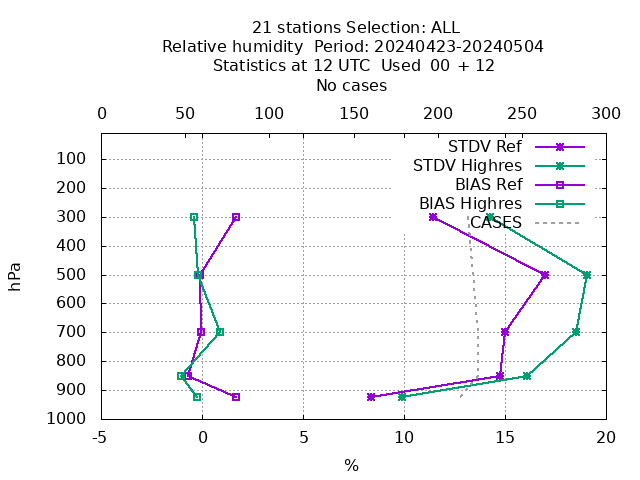 21 stations Selection: ALL
Relative humidity  Period: 20240423-20240504
Statistics at 12 UTC  Used  00 + 12
No cases
0 50 100 150 200 250 300
STDV Ref
STDV Highres
BIAS Ref
BIAS Highres
CASES
100
200
300
400
500
600
700
800
900
1000
hPa
-5 0 5 10 15 20
%